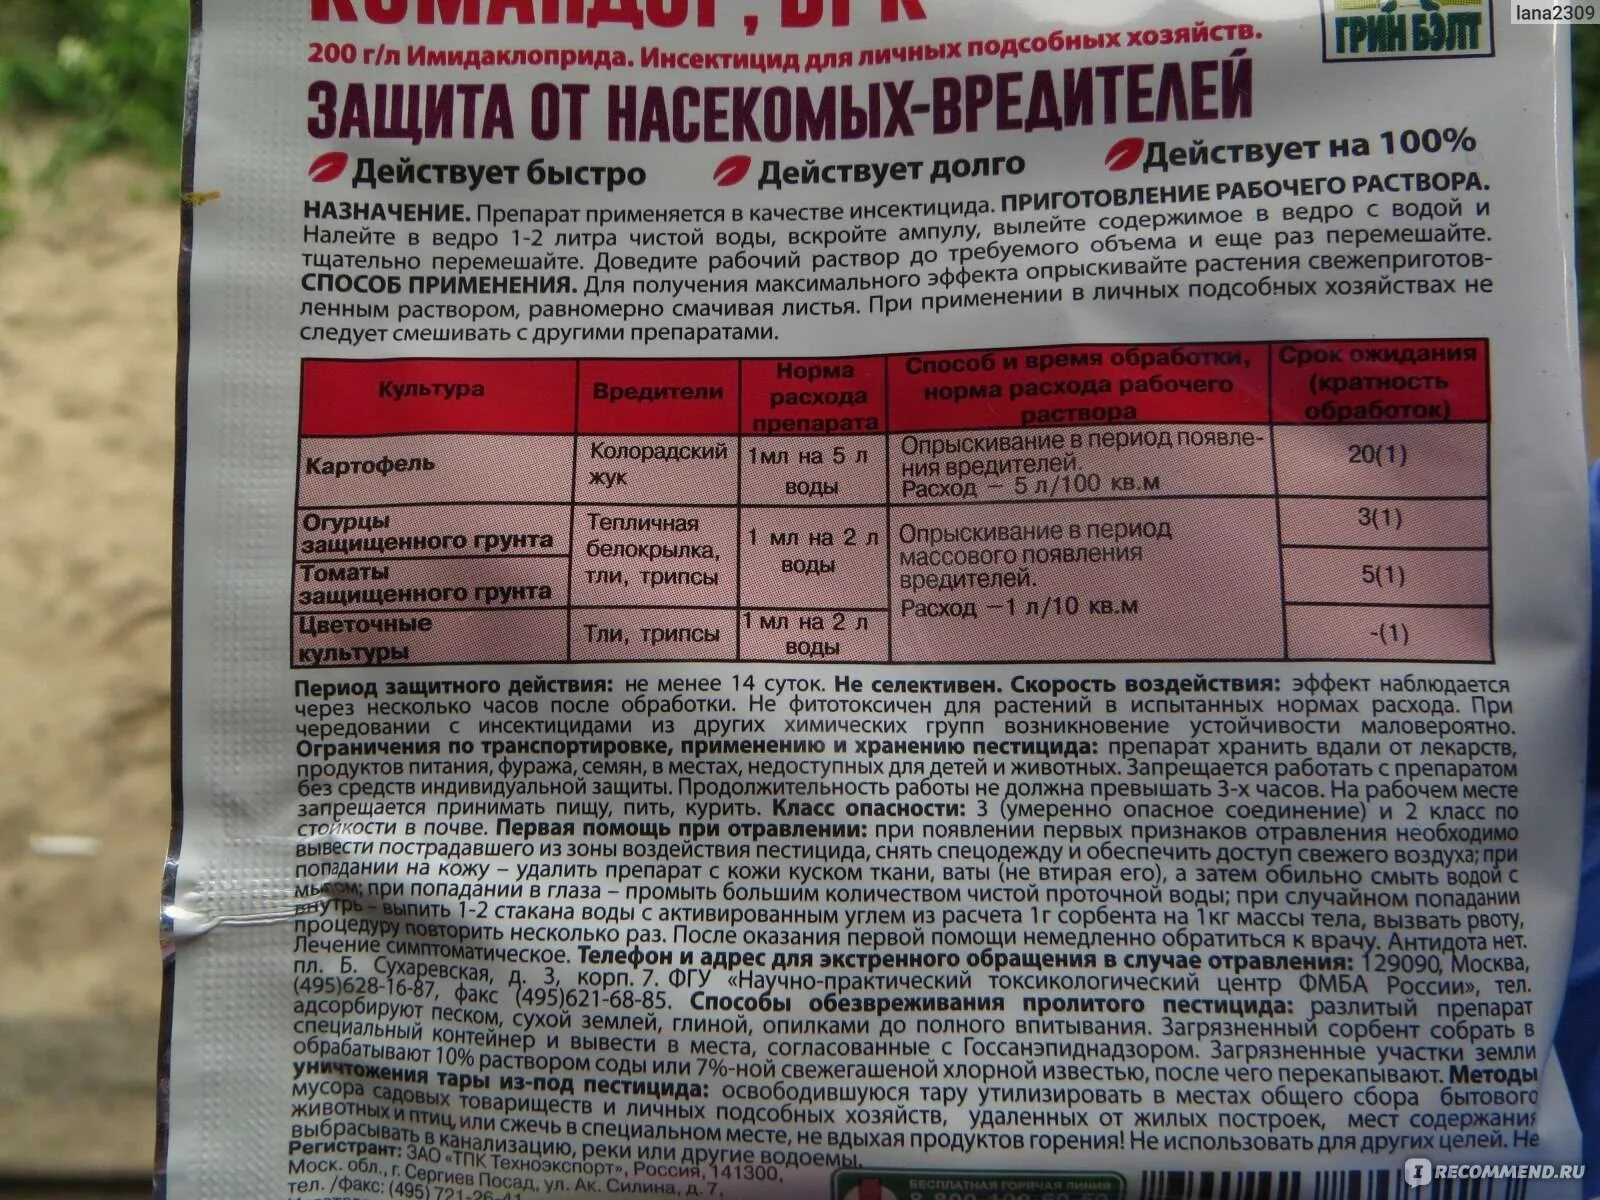 lana2309
КОМАНДОР, ВРК
ГРИН БЭЛТ
200 г/л Имидаклоприда. Инсектицид для личных подсобных хозяйств.
ЗАЩИТА ОТ НАСЕКОМЫХ-ВРЕДИТЕЛЕЙ
Действует быстро Действует долго Действует на 100%
НАЗНАЧЕНИЕ. Препарат применяется в качестве инсектицида. ПРИГОТОВЛЕНИЕ РАБОЧЕГО РАСТВОРА.
Налейте в ведро 1-2 литра чистой воды, вскройте ампулу, вылейте содержимое в ведро с водой и
тщательно перемешайте. Доведите рабочий раствор до требуемого объема и еще раз перемешайте.
СПОСОБ ПРИМЕНЕНИЯ. Для получения максимального эффекта опрыскивайте растения свежеприготов-
ленным раствором, равномерно смачивая листья. При применении в личных подсобных хозяйствах не
следует смешивать с другими препаратами.
Культура
Вредители
Норма
расхода
препарата
Способ и время обработки,
норма расхода рабочего
раствора
Срок ожидания
(кратность
обработок)
Картофель
Колорадский
жук
1мл на 5 л
воды
Опрыскивание в период появле-
ния вредителей.
Расход — 5 л/100 кв.м
20(1)
Огурцы
защищенного грунта
Томаты
защищенного грунта
Тепличная
белокрылка,
тли, трипсы
1 мл на 2 л
воды
Опрыскивание в период
массового появления
вредителей.
Расход —1 л/10 кв.м
3(1)
5(1)
Цветочные
культуры
Тли, трипсы
1 мл на 2 л
воды
-(1)
Период защитного действия: не менее 14 суток. Не селективен. Скорость воздействия: эффект наблюдается
через несколько часов после обработки. Не фитотоксичен для растений в испытанных нормах расхода. При
чередовании с инсектицидами из других химических групп возникновение устойчивости маловероятно.
Ограничения по транспортировке, применению и хранению пестицида: препарат хранить вдали от лекарств,
продуктов питания, фуража, семян, в местах, недоступных для детей и животных. Запрещается работать с препаратом
без средств индивидуальной защиты. Продолжительность работы не должна превышать 3-х часов. На рабочем месте
запрещается принимать пищу, пить, курить. Класс опасности: 3 (умеренно опасное соединение) и 2 класс по
стойкости в почве. Первая помощь при отравлении: при появлении первых признаков отравления необходимо
вывести пострадавшего из зоны воздействия пестицида, снять спецодежду и обеспечить доступ свежего воздуха; при
попадании на кожу – удалить препарат с кожи куском ткани, ваты (не втирая его), а затем обильно смыть водой с
мылом; при попадании в глаза – промыть большим количеством чистой проточной воды; при случайном попадании
внутрь – выпить 1-2 стакана воды с активированным углем из расчета 1г сорбента на 1кг массы тела, вызвать рвоту,
процедуру повторить несколько раз. После оказания первой помощи немедленно обратиться к врачу. Антидота нет.
Лечение симптоматическое. Телефон и адрес для экстренного обращения в случае отравления: 129090, Москва,
пл. Б. Сухаревская, д. 3, корп. 7. ФГУ «Научно-практический токсикологический центр ФМБА России», тел.
(495)628-16-87, факс (495)621-68-85. Способы обезвреживания пролитого пестицида: разлитый препарат
адсорбируют песком, сухой землей, глиной, опилками до полного впитывания. Загрязненный сорбент собрать в
специальный контейнер и вывести в места, согласованные с Госсанэпиднадзором. Загрязненные участки земли
обрабатывают 10% раствором соды или 7%-ной свежегашеной хлорной известью, после чего перекапывают. Методы
уничтожения тары из-под пестицида: освободившуюся тару утилизировать в местах общего сбора бытового
мусора садовых товариществ и личных подсобных хозяйств, удаленных от жилых построек, мест содержания
животных и птиц, или сжечь в специальном месте, не вдыхая продуктов горения! Не использовать для других целей. Не
выбрасывать в канализацию, реки или другие водоемы.
Регистрант: ЗАО «ТПК Техноэкспорт», Россия, 141300,
Моск. обл., г. Сергиев Посад, ул. Ак. Силина, д. 7,
тел. /факс: (495) 721-26-41
БЕСПЛАТНАЯ ГОРЯЧАЯ ЛИНИЯ
IRECOMMEND.RU